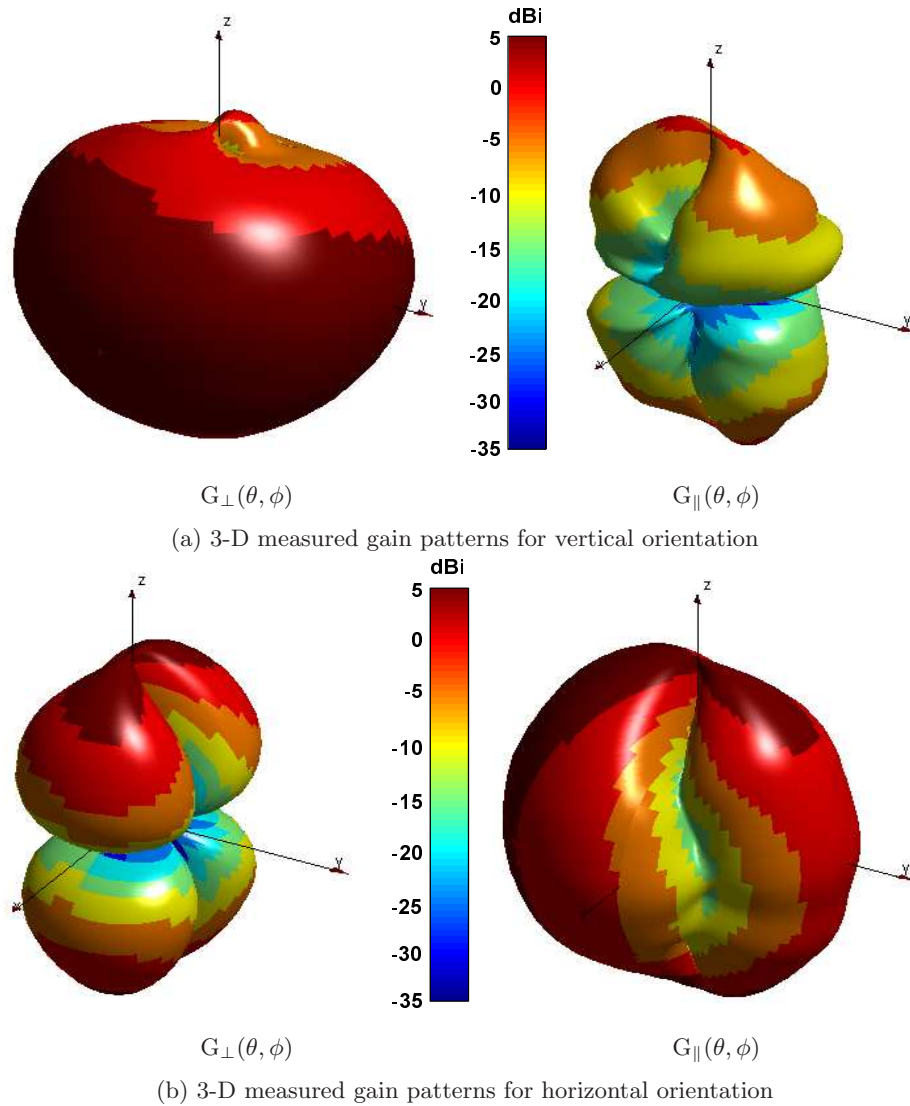 dBi
z
5
0
-5
-10
-15
-20
-25
-30
-35
y
z
x
y
G⊥(θ, ϕ)
G∥(θ, ϕ)
(a) 3-D measured gain patterns for vertical orientation
dBi
z
5
0
-5
-10
-15
-20
-25
-30
-35
x
y
z
y
G⊥(θ, ϕ)
G∥(θ, ϕ)
(b) 3-D measured gain patterns for horizontal orientation